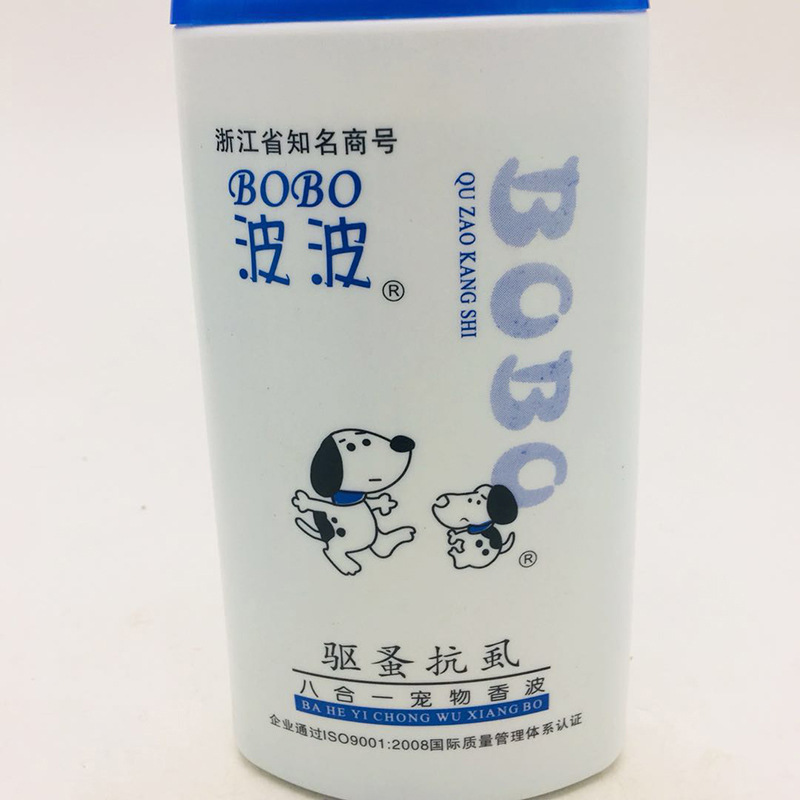 浙江省知名商号
BOBO
波波®
QU ZAO KANG SHI
BOBO
®
驱蚤抗虱
八合一宠物香波
BA HE YI CHONG WU XIANG BO
企业通过ISO9001:2008国际质量管理体系认证